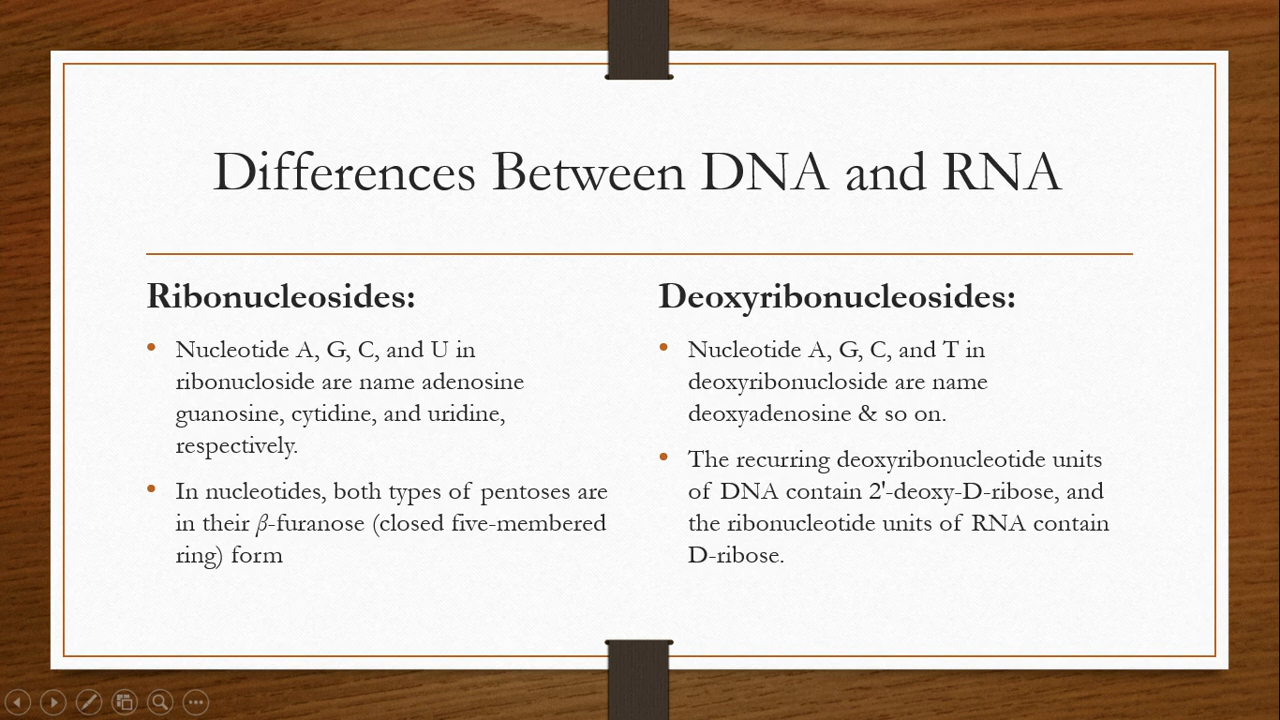 Differences Between DNA and RNA
Ribonucleosides:
• Nucleotide A, G, C, and U in
ribonucloside are name adenosine
guanosine, cytidine, and uridine,
respectively.
• In nucleotides, both types of pentoses are
in their β-furanose (closed five-membered
ring) form
Deoxyribonucleosides:
• Nucleotide A, G, C, and T in
deoxyribonucloside are name
deoxyadenosine & so on.
• The recurring deoxyribonucleotide units
of DNA contain 2'-deoxy-D-ribose, and
the ribonucleotide units of RNA contain
D-ribose.